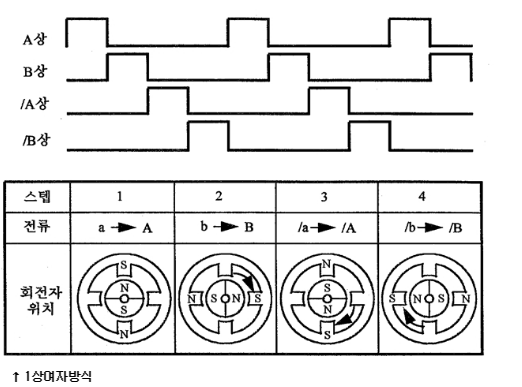 A상
B상
/A상
/B상
스텝 1 2 3 4
전류 a A b B /a /A /b /B
회전자
위치
S N S N
N S N S
N S N S
S N S N
↑ 1상여자방식